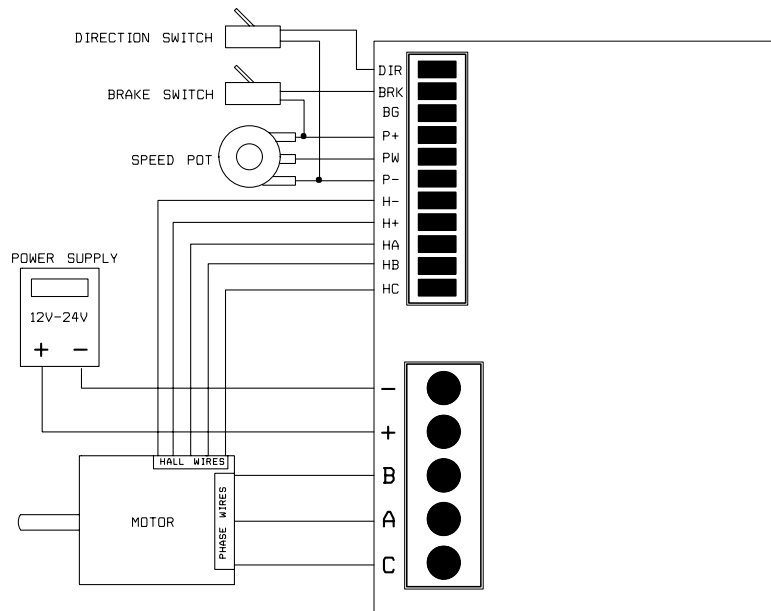 DIRECTION SWITCH
DIR
BRAKE SWITCH
BRK
BG
P+
SPEED POT
PW
P-
H-
H+
HA
HB
HC
POWER SUPPLY
12V-24V
+ -
-
+
HALL WIRES
B
MOTOR
PHASE WIRES
A
C